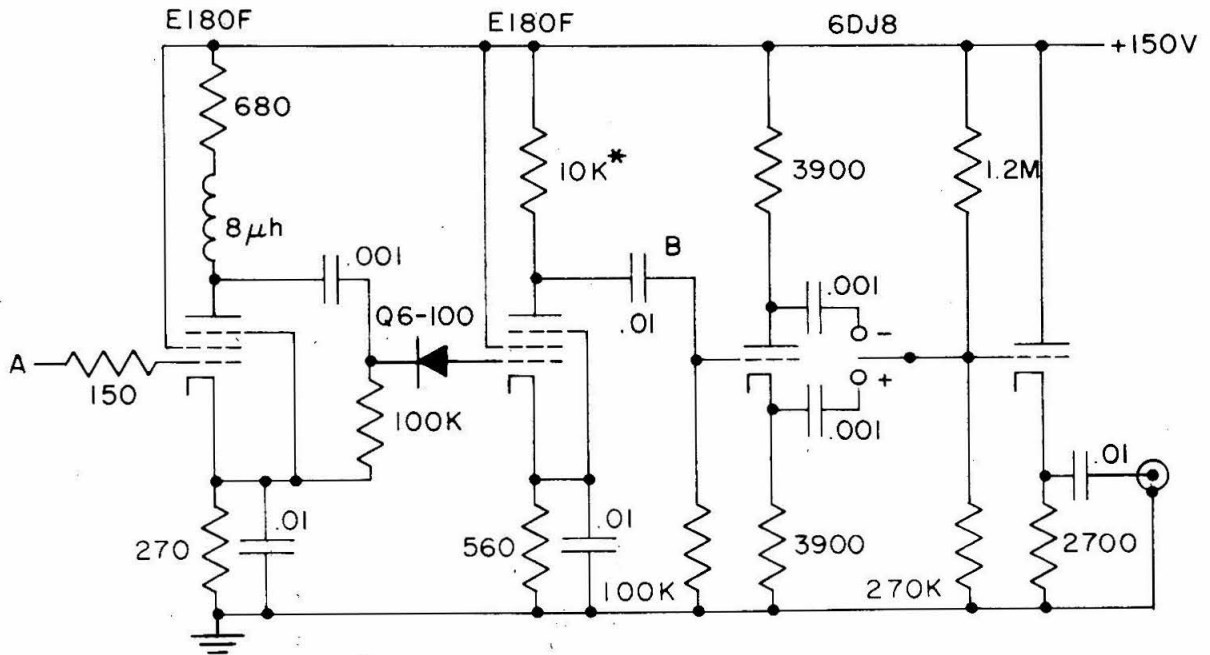 E180F
E180F
6DJ8
+150V
680
10K*
3900
1.2M
8µh
.001
B
.001
Q6-100
.01
−
A
+
150
100K
.001
.01
.01
.01
270
560
3900
2700
100K
270K